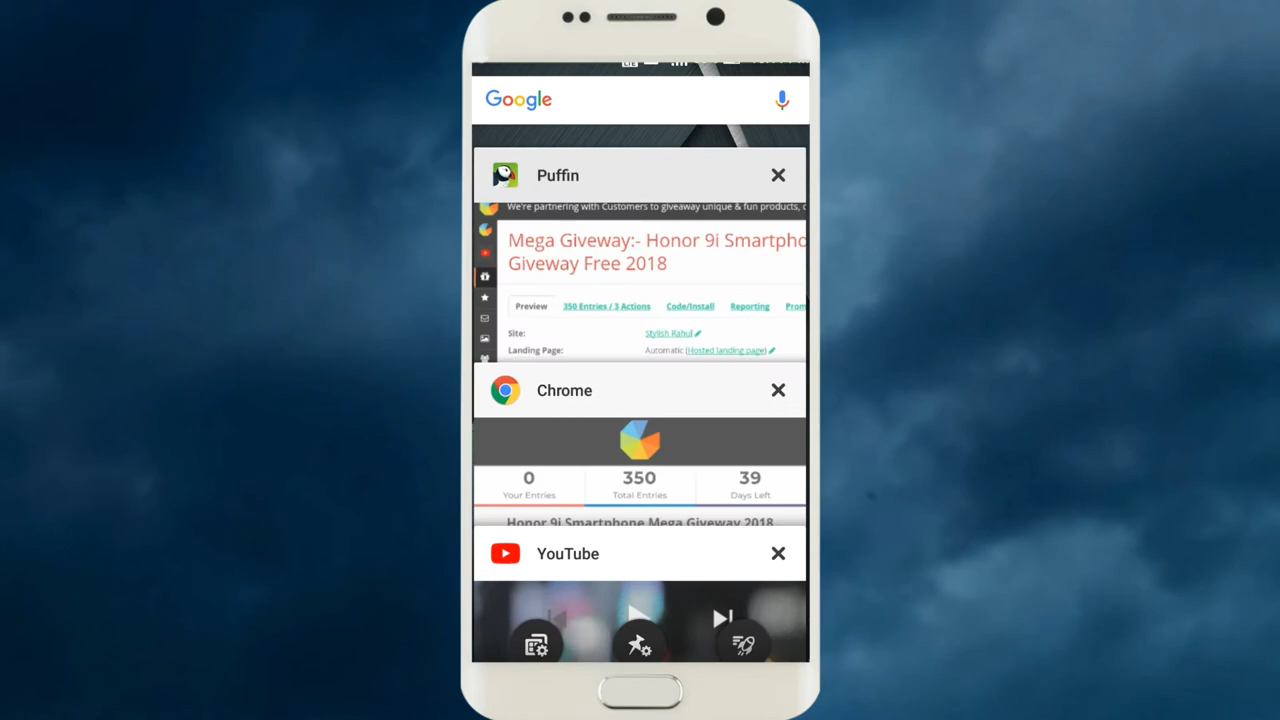 LTE
Google
Puffin
We're partnering with Customers to giveaway unique & fun products,
Mega Giveway:- Honor 9i Smartpho
Giveway Free 2018
Preview 350 Entries / 3 Actions Code/Install Reporting Prom
Site: Stylish Rahul
Landing Page: Automatic (Hosted landing page)
Chrome
0 350 39
Your Entries Total Entries Days Left
Honor 9i Smartphone Mega Giveway 2018
YouTube